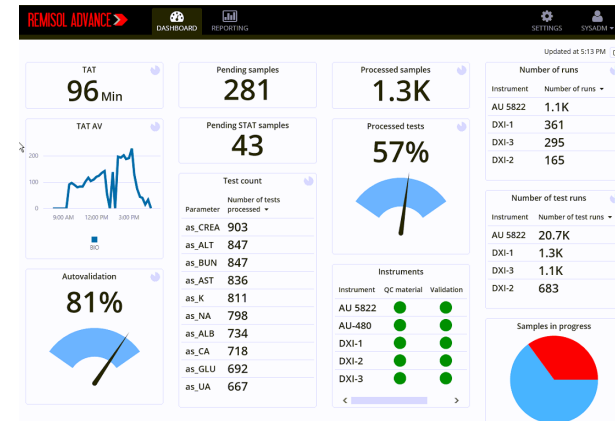 REMISOL ADVANCE
DASHBOARD
REPORTING
SETTINGS
SYSADM
Updated at 5:13 PM
TAT
96 Min
TAT AV
200
100
0
9:00 AM 12:00 PM 3:00 PM
BIO
Autovalidation
81%
Pending samples
281
Pending STAT samples
43
Test count
Parameter Number of tests
processed
as_CREA 903
as_ALT 847
as_BUN 847
as_AST 836
as_K 811
as_NA 798
as_ALB 734
as_CA 718
as_GLU 692
as_UA 667
Processed samples
1.3K
Processed tests
57%
Instruments
Instrument QC material Validation
AU 5822
AU-480
DXI-1
DXI-2
DXI-3
Number of runs
Instrument Number of runs
AU 5822 1.1K
DXI-1 361
DXI-3 295
DXI-2 165
Number of test runs
Instrument Number of test runs
AU 5822 20.7K
DXI-1 1.3K
DXI-3 1.1K
DXI-2 683
Samples in progress